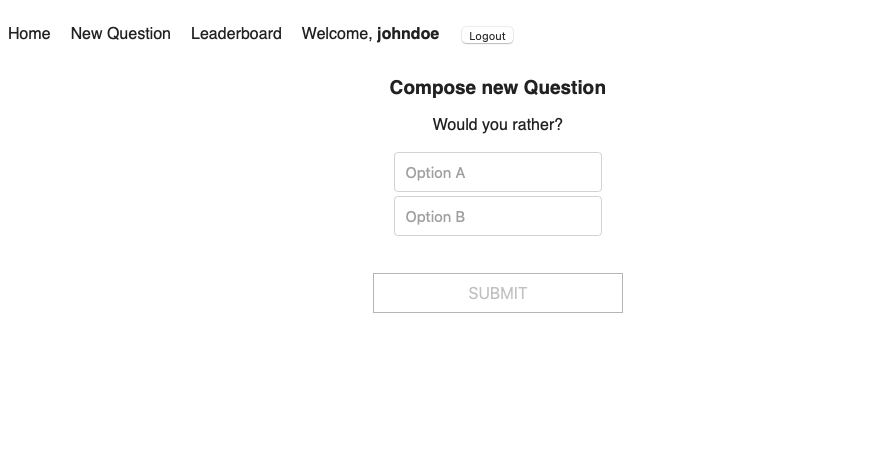 Home New Question Leaderboard Welcome, johndoe Logout
Compose new Question
Would you rather?
Option A
Option B
SUBMIT